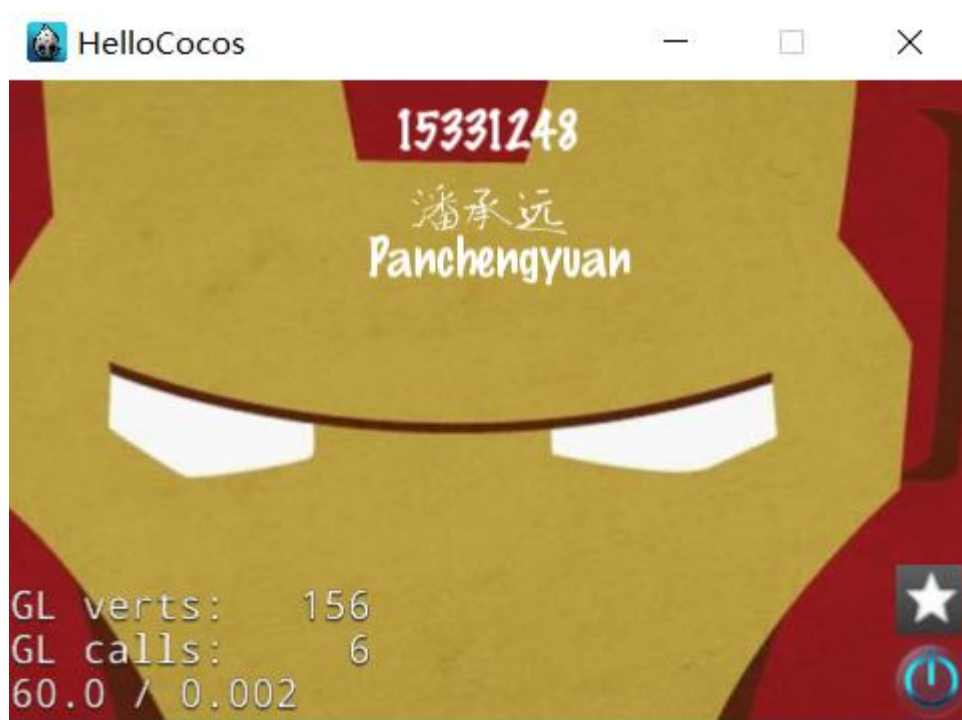 HelloCocos
15331248
潘承远
Panchengyuan
GL verts: 156
GL calls: 6
60.0 / 0.002